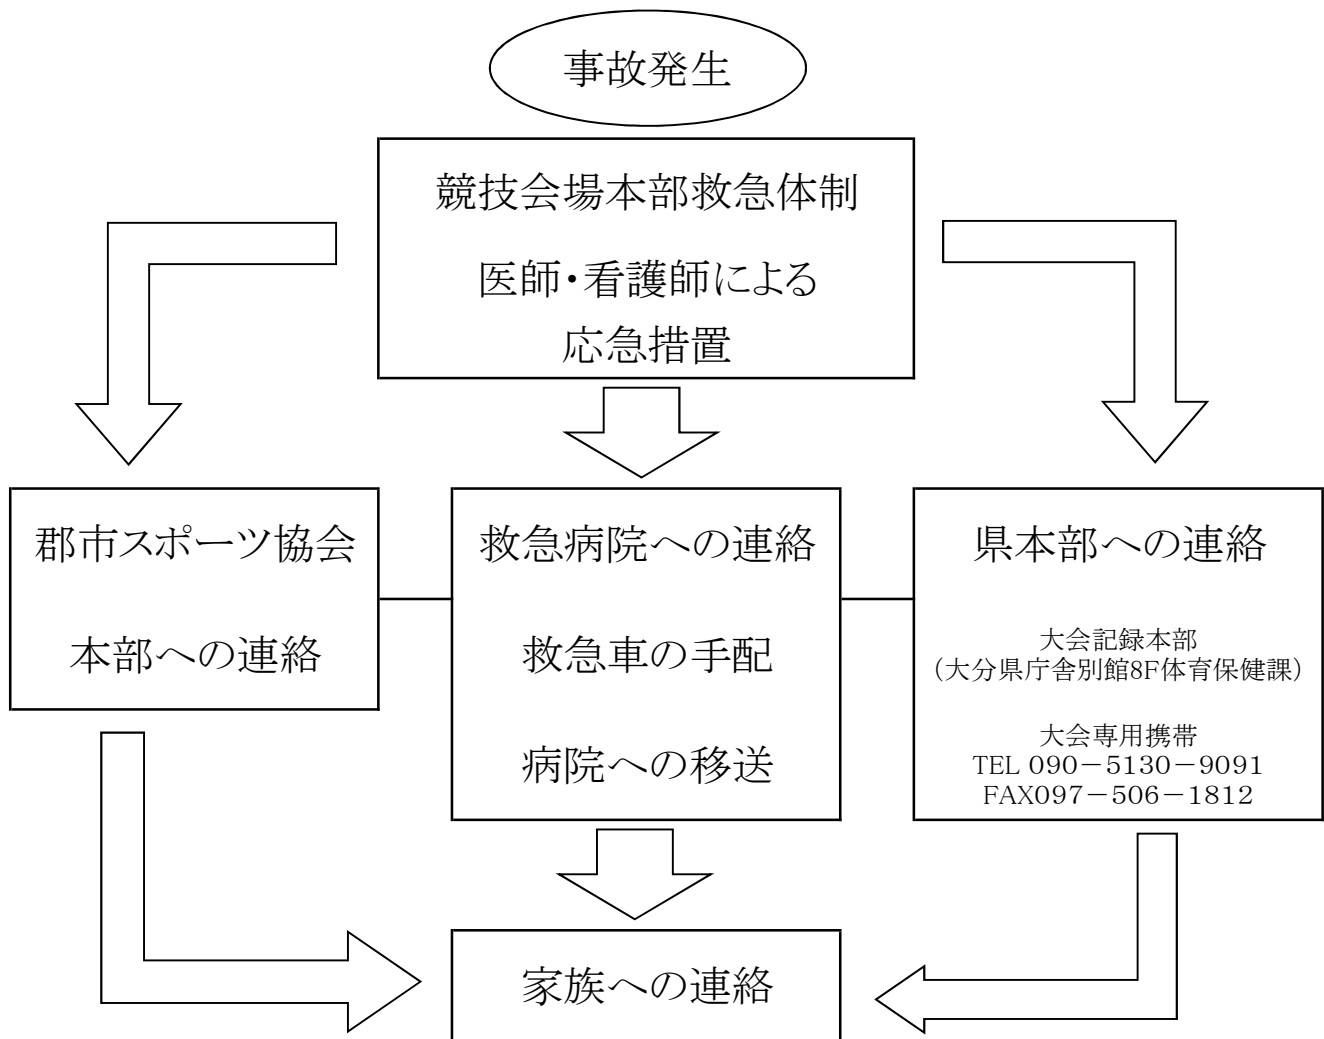 事故発生
競技会場本部救急体制
医師・看護師による
応急措置
郡市スポーツ協会
本部への連絡
救急病院への連絡
救急車の手配
病院への移送
県本部への連絡
大会記録本部
（大分県庁舎別館8F体育保健課）
大会専用携帯
TEL 090－5130－9091
FAX097－506－1812
家族への連絡